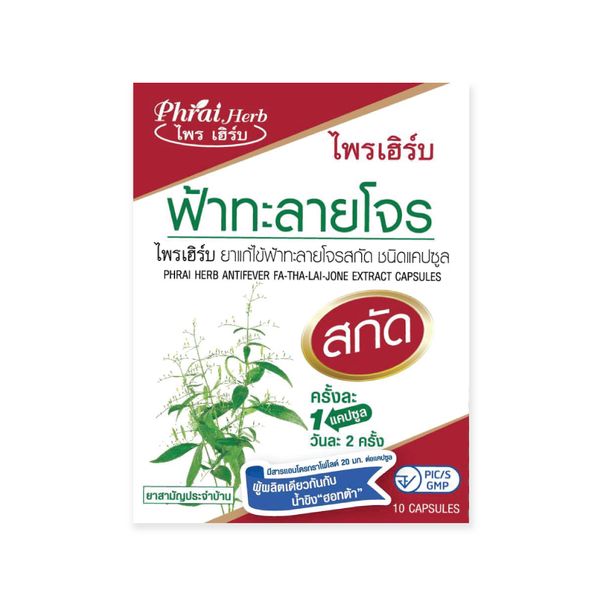 Phrai Herb
ไพร เฮิร์บ
ไพรเฮิร์บ
ฟ้าทะลายโจร
ไพรเฮิร์บ ยาแก้ไข้ฟ้าทะลายโจรสกัด ชนิดแคปซูล
PHRAI HERB ANTIFEVER FA-THA-LAI-JONE EXTRACT CAPSULES
สกัด
ครั้งละ
1 แคปซูล
วันละ 2 ครั้ง
มีสารแอนโดรกราโฟไลด์ 20 มก. ต่อแคปซูล
ผู้ผลิตเดียวกันกับ
น้ำขิง"ฮอทต้า"
ยาสามัญประจำบ้าน
PIC/S
GMP
10 CAPSULES